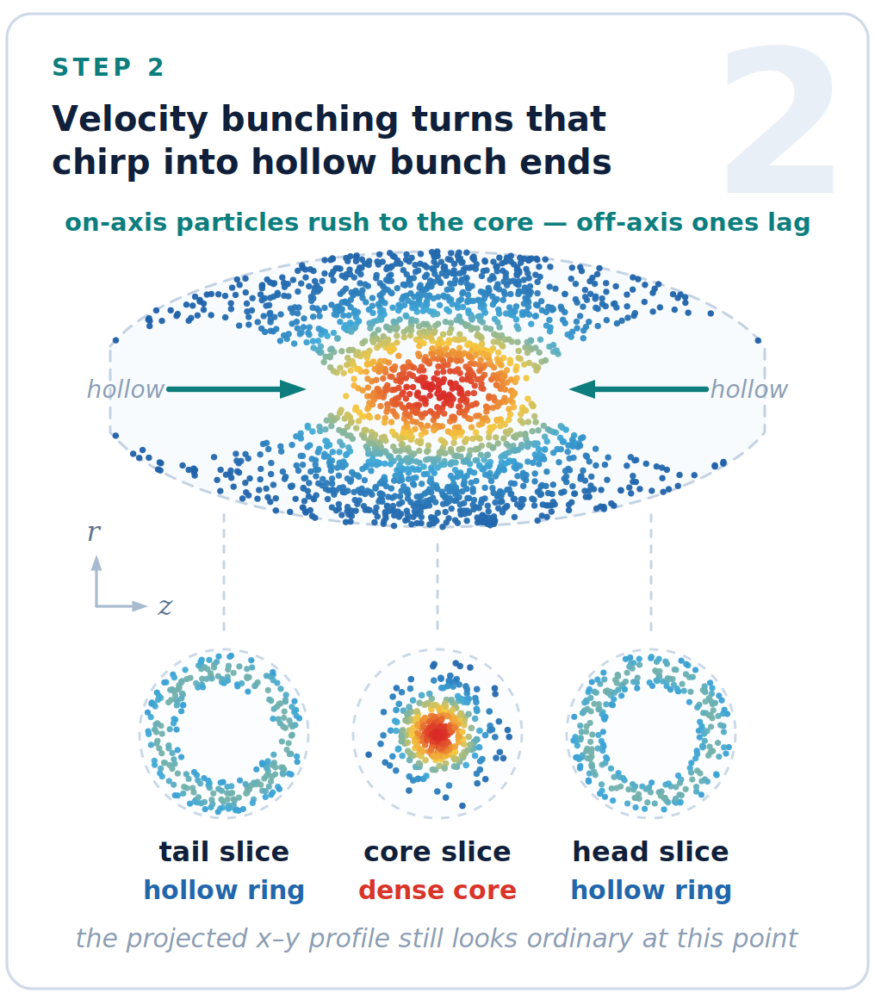 STEP 2
2
Velocity bunching turns that
chirp into hollow bunch ends
on-axis particles rush to the core — off-axis ones lag
hollow
hollow
r
z
tail slice
core slice
head slice
hollow ring
dense core
hollow ring
the projected x–y profile still looks ordinary at this point